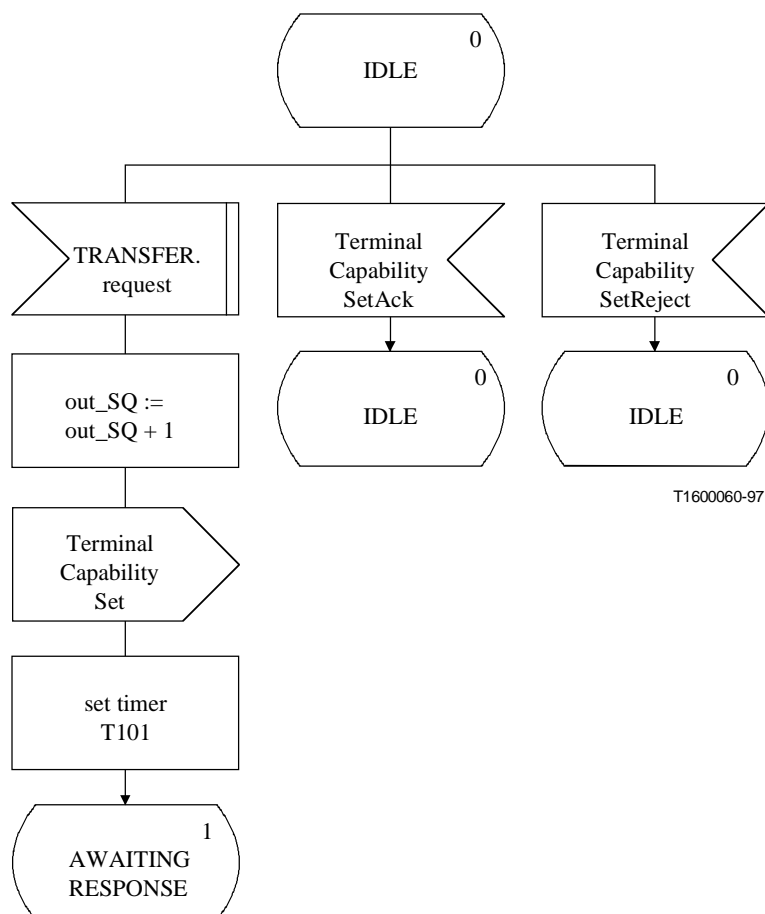 0
IDLE
TRANSFER.
request
Terminal
Capability
SetAck
Terminal
Capability
SetReject
out_SQ :=
out_SQ + 1
0
IDLE
0
IDLE
T1600060-97
Terminal
Capability
Set
set timer
T101
1
AWAITING
RESPONSE